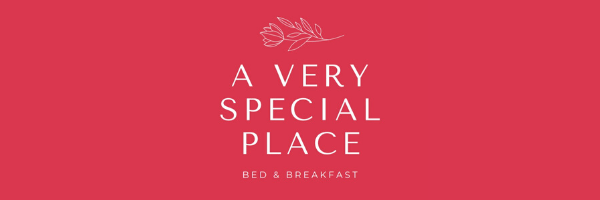 A VERY
SPECIAL
PLACE
BED & BREAKFAST